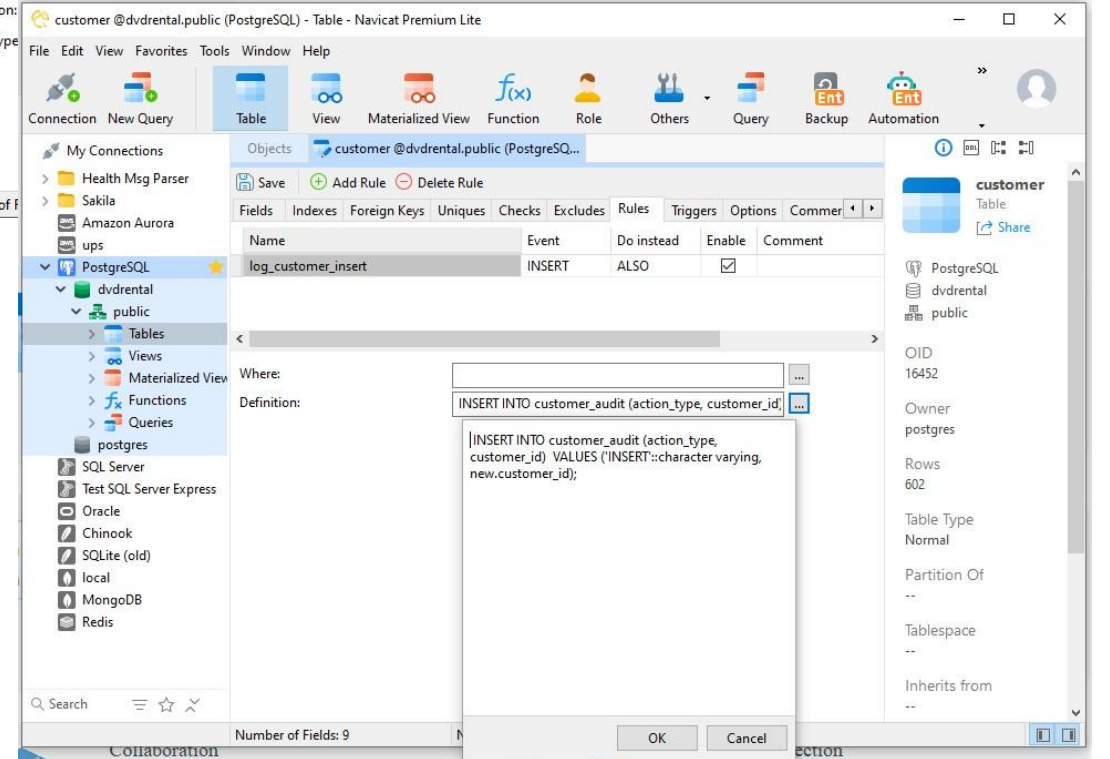 on:
ype
of F
customer @dvdrental.public (PostgreSQL) - Table - Navicat Premium Lite
File Edit View Favorites Tools Window Help
Connection New Query Table View Materialized View Function Role Others Query Backup Automation
Ent Ent
My Connections
Health Msg Parser
Sakila
Amazon Aurora
ups
PostgreSQL
dvdrental
public
Tables
Views
Materialized View
Functions
Queries
postgres
SQL Server
Test SQL Server Express
Oracle
Chinook
SQLite (old)
local
MongoDB
Redis
Search
Objects customer @dvdrental.public (PostgreSQ...
Save Add Rule Delete Rule
Fields Indexes Foreign Keys Uniques Checks Excludes Rules Triggers Options Commer
Name Event Do instead Enable Comment
log_customer_insert INSERT ALSO
Where:
...
Definition: INSERT INTO customer_audit (action_type, customer_id) ...
INSERT INTO customer_audit (action_type,
customer_id) VALUES ('INSERT'::character varying,
new.customer_id);
OK Cancel
Number of Fields: 9
customer
Table
Share
PostgreSQL
dvdrental
public
OID
16452
Owner
postgres
Rows
602
Table Type
Normal
Partition Of
--
Tablespace
--
Inherits from
--
Collaboration
ection